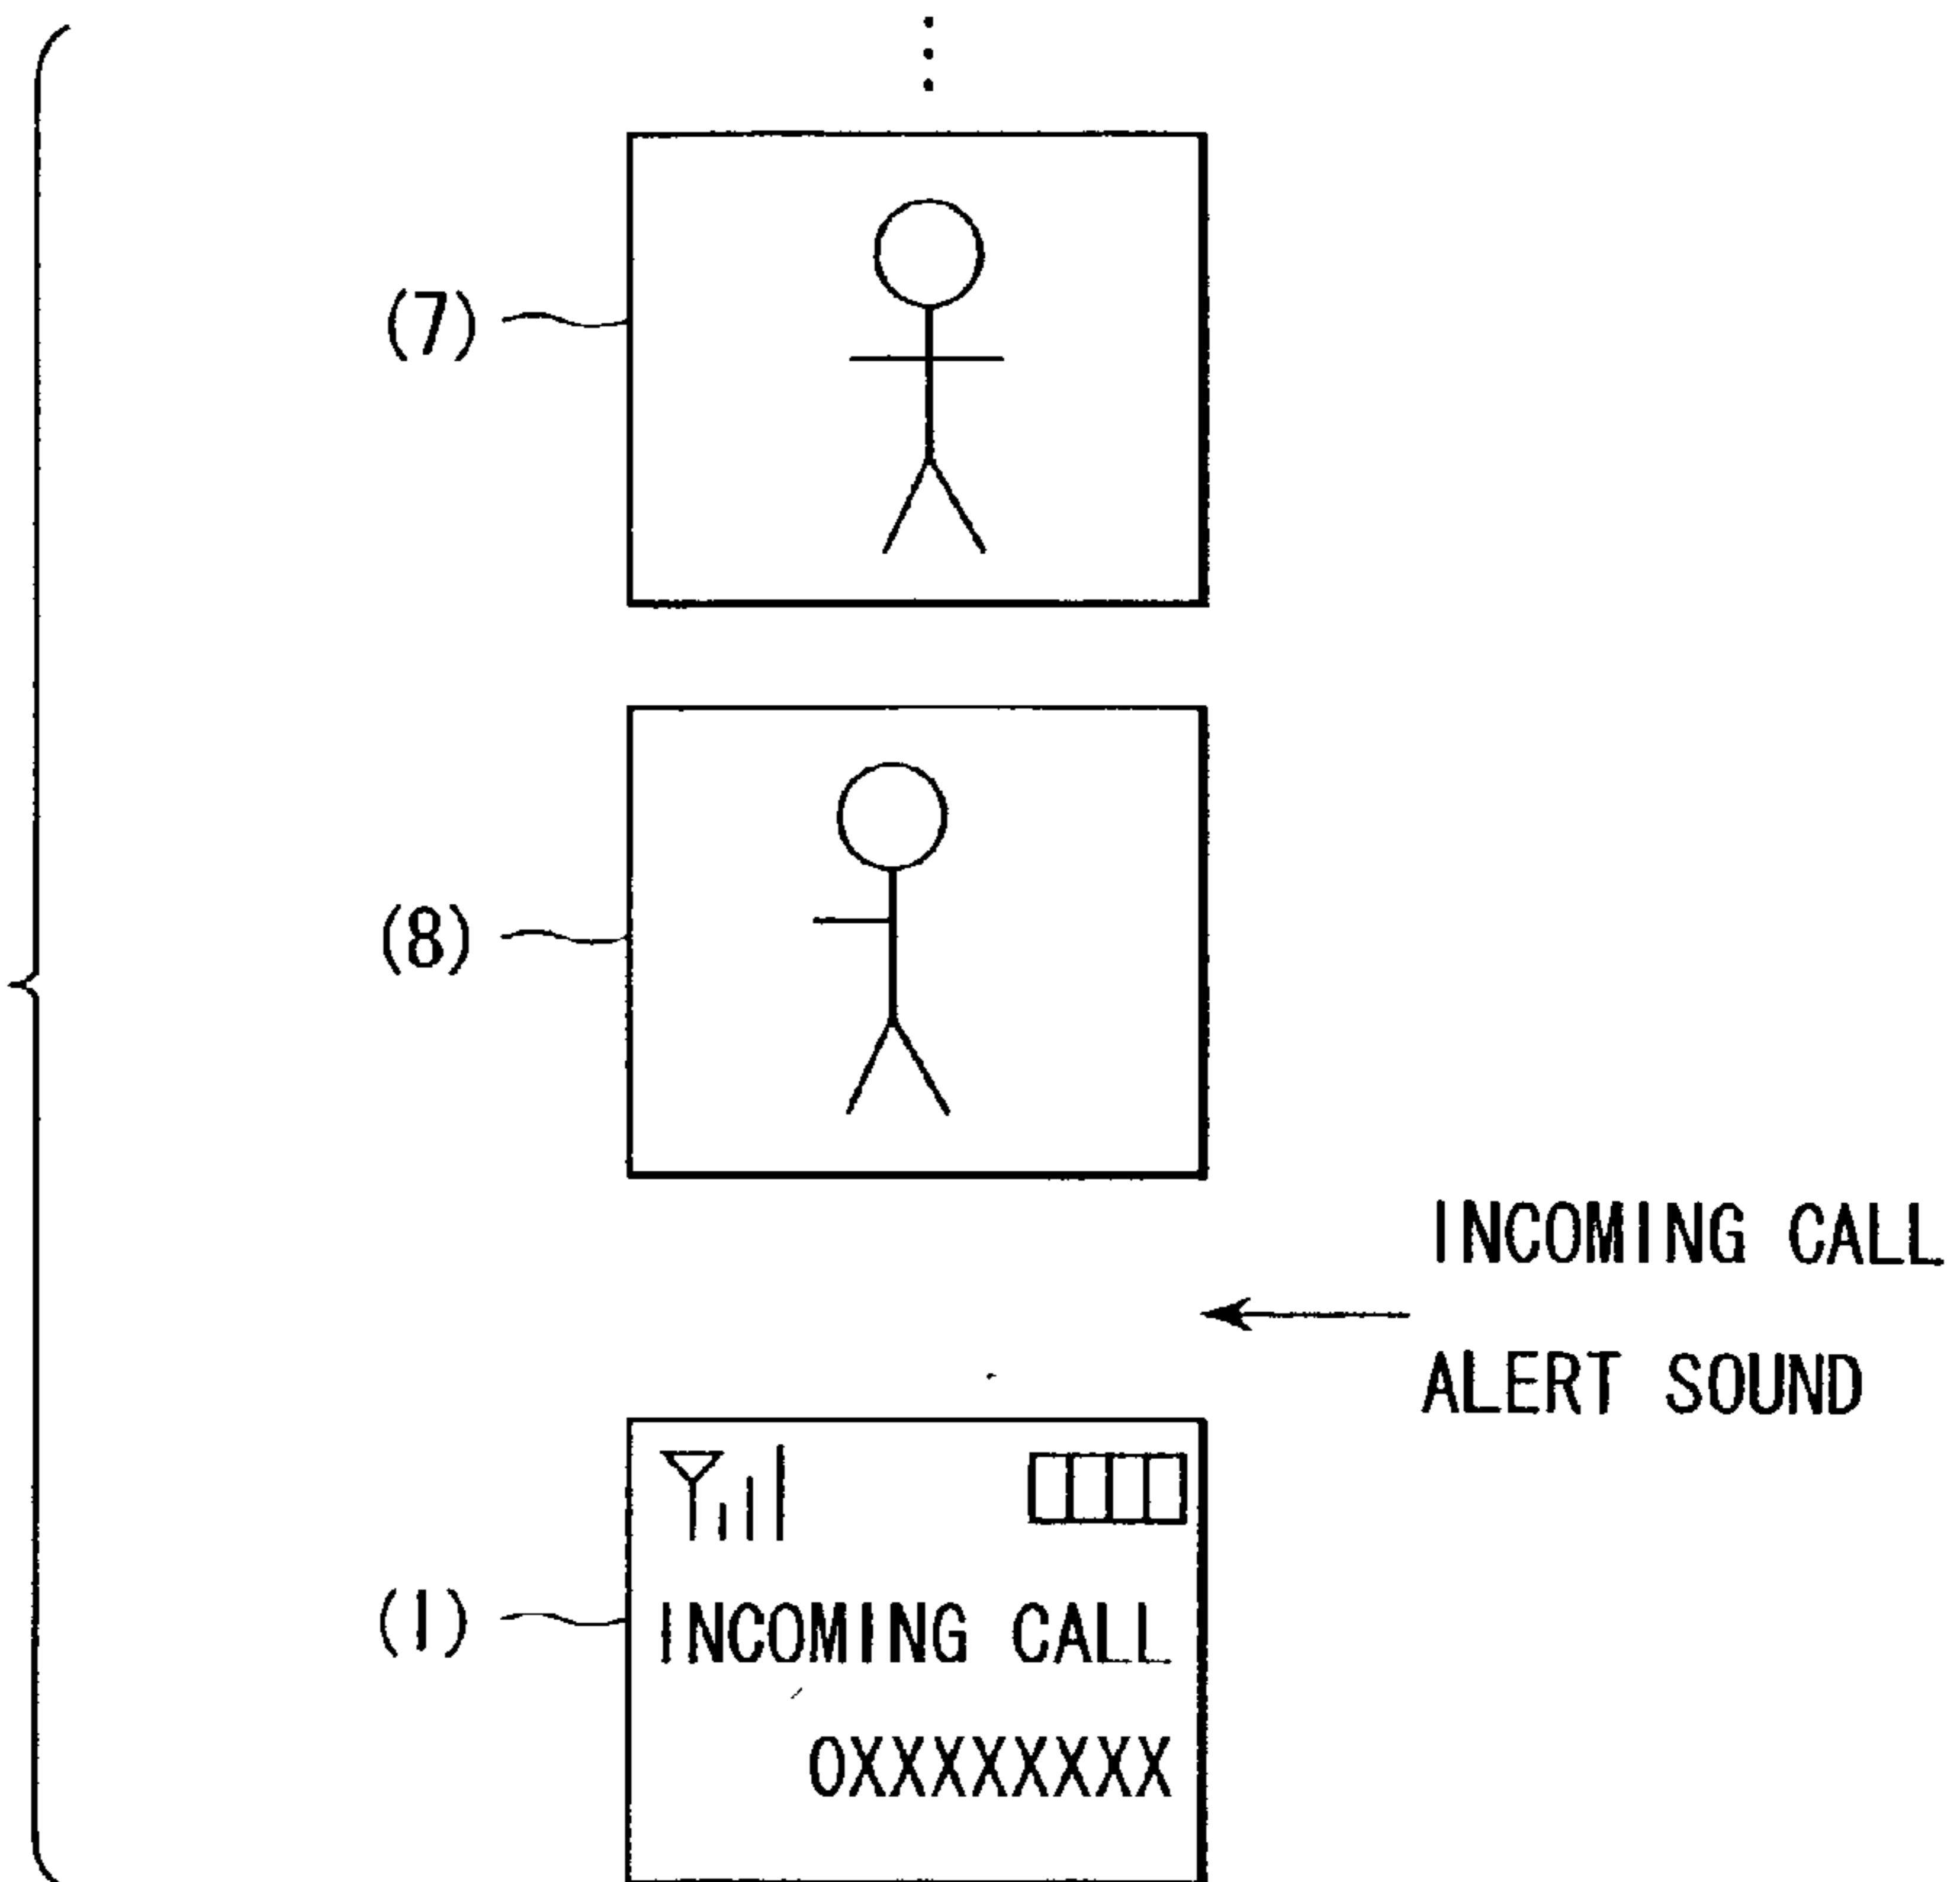 (7)
(8)
INCOMING CALL
ALERT SOUND
(1)
INCOMING CALL
0XXXXXXXX